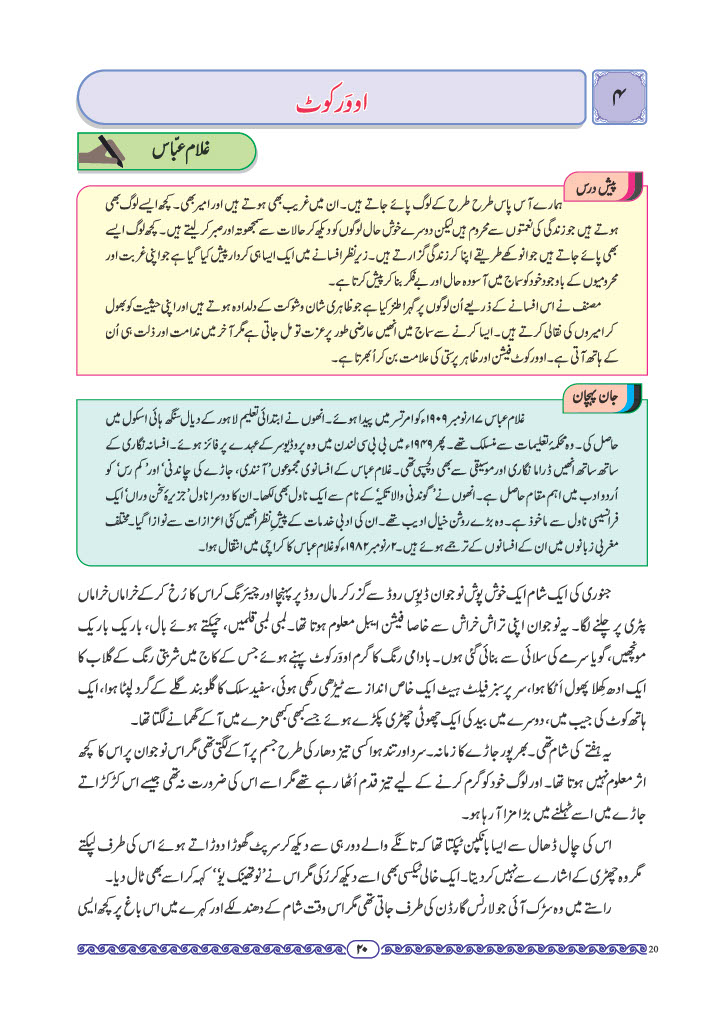 ۴
اووَرکوٹ
غلام عبّاس
پیش درس
ہمارے آس پاس طرح طرح کے لوگ پائے جاتے ہیں۔ ان میں غریب بھی ہوتے ہیں اور امیر بھی۔ کچھ ایسے لوگ بھی
ہوتے ہیں جو زندگی کی نعمتوں سے محروم ہیں لیکن دوسرے خوش حال لوگوں کو دیکھ کر حالات سے سمجھوتہ اور صبر کر لیتے ہیں۔ کچھ لوگ ایسے
بھی پائے جاتے ہیں جو انوکھے طریقے اپنا کر زندگی گزارتے ہیں۔ زیرِ نظر افسانے میں ایک ایسا ہی کردار پیش کیا گیا ہے جو اپنی غربت اور
محرومیوں کے باوجود خود کو سماج میں آسودہ حال اور بے فکر بنا کر پیش کرتا ہے۔
مصنف نے اس افسانے کے ذریعے اُن لوگوں پر گہرا طنز کیا ہے جو ظاہری شان و شوکت کے دلدادہ ہوتے ہیں اور اپنی حیثیت کو بھول
کر امیروں کی نقالی کرتے ہیں۔ ایسا کرنے سے سماج میں انھیں عارضی طور پر عزت تو مل جاتی ہے مگر آخر میں ندامت اور ذلت ہی اُن
کے ہاتھ آتی ہے۔ اوورکوٹ فیشن اور ظاہر پرستی کی علامت بن کر اُبھرتا ہے۔
جان پہچان
غلام عباس ۱۷؍نومبر ۱۹۰۹ء کو امرتسر میں پیدا ہوئے۔ انھوں نے ابتدائی تعلیم لاہور کے دیال سنگھ ہائی اسکول میں
حاصل کی۔ وہ محکمۂ تعلیمات سے منسلک تھے۔ پھر ۱۹۴۹ء میں بی بی سی لندن میں وہ پروڈیوسر کے عہدے پر فائز ہوئے۔ افسانہ نگاری کے
ساتھ ساتھ انھیں ڈراما نگاری اور موسیقی سے بھی دلچسپی تھی۔ غلام عباس کے افسانوی مجموعوں ’آنندی، جاڑے کی چاندنی‘ اور ’کم رس‘ کو
اُردو ادب میں اہم مقام حاصل ہے۔ انھوں نے ’گوندنی والا تکیہ‘ کے نام سے ایک ناول بھی لکھا۔ ان کا دوسرا ناول ’جزیرۂ سخن وراں‘ ایک
فرانسیسی ناول سے ماخوذ ہے۔ وہ بڑے روشن خیال ادیب تھے۔ ان کی ادبی خدمات کے پیشِ نظر انھیں کئی اعزازات سے نوازا گیا۔ مختلف
مغربی زبانوں میں ان کے افسانوں کے ترجمے ہوئے ہیں۔ ۲؍نومبر ۱۹۸۲ء کو غلام عباس کا کراچی میں انتقال ہوا۔
جنوری کی ایک شام ایک خوش پوش نوجوان ڈیوِس روڈ سے گزر کر مال روڈ پر پہنچا اور چیئرنگ کراس کا رُخ کر کے خراماں خراماں
پٹری پر چلنے لگا۔ یہ نوجوان اپنی تراش خراش سے خاصا فیشن ایبل معلوم ہوتا تھا۔ لمبی لمبی قلمیں، چمکتے ہوئے بال، باریک باریک
مونچھیں، گویا سرمے کی سلائی سے بنائی گئی ہوں۔ بادامی رنگ کا گرم اووَرکوٹ پہنے ہوئے جس کے کاج میں شربتی رنگ کے گلاب کا
ایک ادھ کِھلا پھول اَٹکا ہوا، سر پر سبز فیلٹ ہیٹ ایک خاص انداز سے ٹیڑھی رکھی ہوئی، سفید سلک کا گلوبند گلے کے گرد لپٹا ہوا، ایک
ہاتھ کوٹ کی جیب میں، دوسرے میں بید کی ایک چھوٹی چھڑی پکڑے ہوئے جسے کبھی کبھی مزے میں آ کے گھمانے لگتا تھا۔
یہ ہفتے کی شام تھی۔ بھرپور جاڑے کا زمانہ۔ سرد اور تند ہوا کسی تیز دھار کی طرح جسم پر آ کے لگتی تھی مگر اس نوجوان پر اس کا کچھ
اثر معلوم نہیں ہوتا تھا۔ اور لوگ خود کو گرم کرنے کے لیے تیز قدم اُٹھا رہے تھے مگر اسے اس کی ضرورت نہ تھی جیسے اس کڑکڑاتے
جاڑے میں اسے ٹہلنے میں بڑا مزا آ رہا ہو۔
اس کی چال ڈھال سے ایسا بانکپن ٹپکتا تھا کہ تانگے والے دور ہی سے دیکھ کر سرپٹ گھوڑا دوڑاتے ہوئے اس کی طرف لپکتے
مگر وہ چھڑی کے اشارے سے نہیں کر دیتا۔ ایک خالی ٹیکسی بھی اسے دیکھ کر رُکی مگر اس نے ’’نو تھینک یُو‘‘ کہہ کر اسے بھی ٹال دیا۔
راستے میں وہ سڑک آئی جو لارنس گارڈن کی طرف جاتی تھی مگر اس وقت شام کے دھندلکے اور کہرے میں اس باغ پر کچھ ایسی
۲۰
20